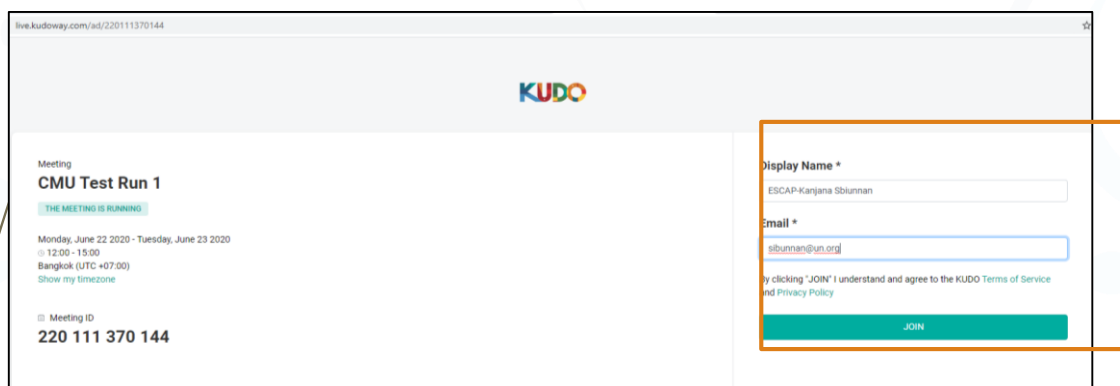 live.kudoway.com/ad/220111370144
KUDO
Meeting
CMU Test Run 1
THE MEETING IS RUNNING
Monday, June 22 2020 - Tuesday, June 23 2020
12:00 - 15:00
Bangkok (UTC +07:00)
Show my timezone
Meeting ID
220 111 370 144
Display Name *
ESCAP-Kanjana Sbiunnan
Email *
sibunnan@un.org
By clicking "JOIN" I understand and agree to the KUDO Terms of Service
and Privacy Policy
JOIN